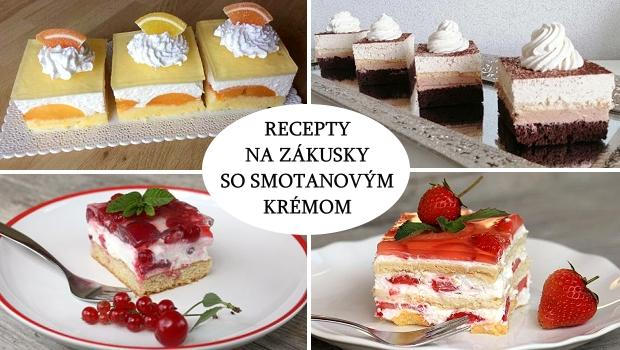 RECEPTY
NA ZÁKUSKY
SO SMOTANOVÝM
KRÉMOM